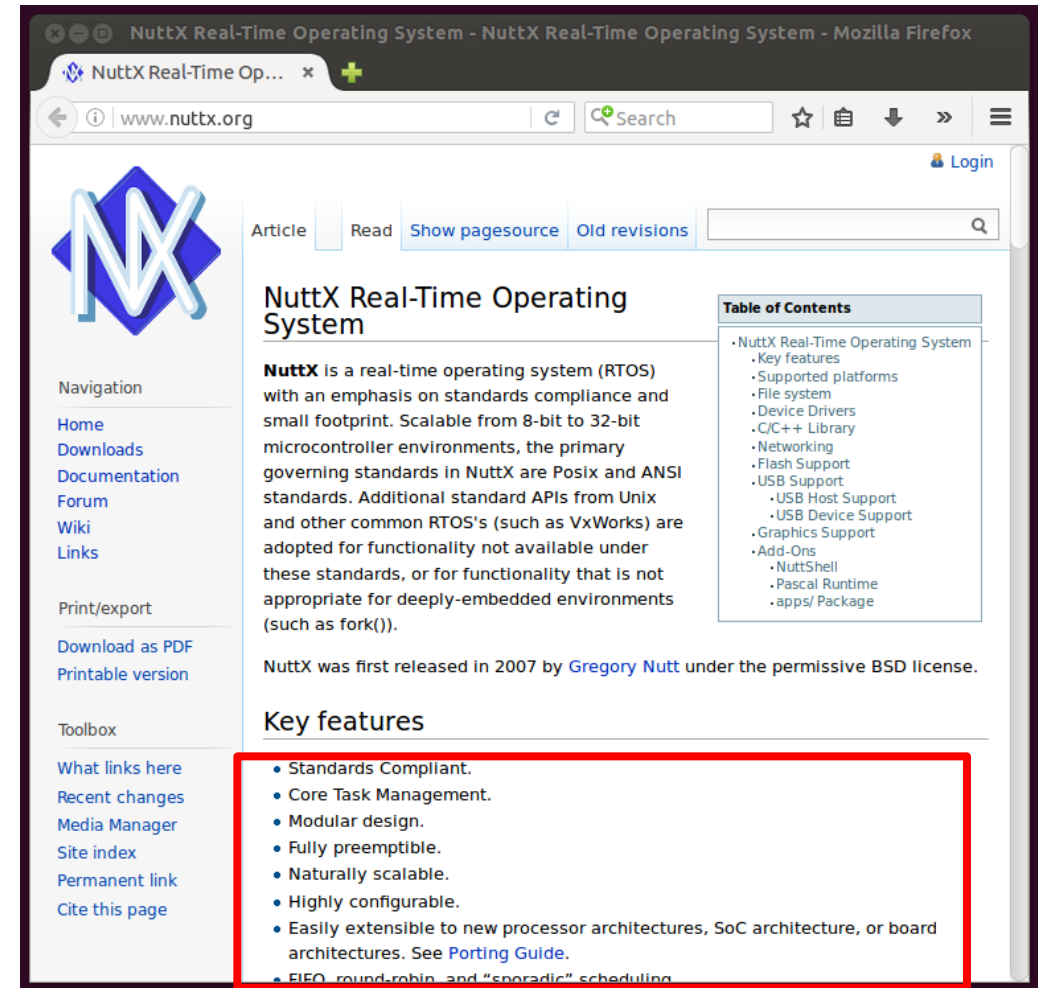 NuttX Real-Time Operating System - NuttX Real-Time Operating System - Mozilla Firefox
NuttX Real-Time Op...
www.nuttx.org
Search
Login
NX
Article Read Show pagesource Old revisions
NuttX Real-Time Operating
System
NuttX is a real-time operating system (RTOS)
with an emphasis on standards compliance and
small footprint. Scalable from 8-bit to 32-bit
microcontroller environments, the primary
governing standards in NuttX are Posix and ANSI
standards. Additional standard APIs from Unix
and other common RTOS's (such as VxWorks) are
adopted for functionality not available under
these standards, or for functionality that is not
appropriate for deeply-embedded environments
(such as fork()).
Table of Contents
NuttX Real-Time Operating System
Key features
Supported platforms
File system
Device Drivers
C/C++ Library
Networking
Flash Support
USB Support
USB Host Support
USB Device Support
Graphics Support
Add-Ons
NuttShell
Pascal Runtime
apps/ Package
NuttX was first released in 2007 by Gregory Nutt under the permissive BSD license.
Key features
Standards Compliant.
Core Task Management.
Modular design.
Fully preemptible.
Naturally scalable.
Highly configurable.
Easily extensible to new processor architectures, SoC architecture, or board
architectures. See Porting Guide.
FIFO, round-robin, and “sporadic” scheduling.
Navigation
Home
Downloads
Documentation
Forum
Wiki
Links
Print/export
Download as PDF
Printable version
Toolbox
What links here
Recent changes
Media Manager
Site index
Permanent link
Cite this page